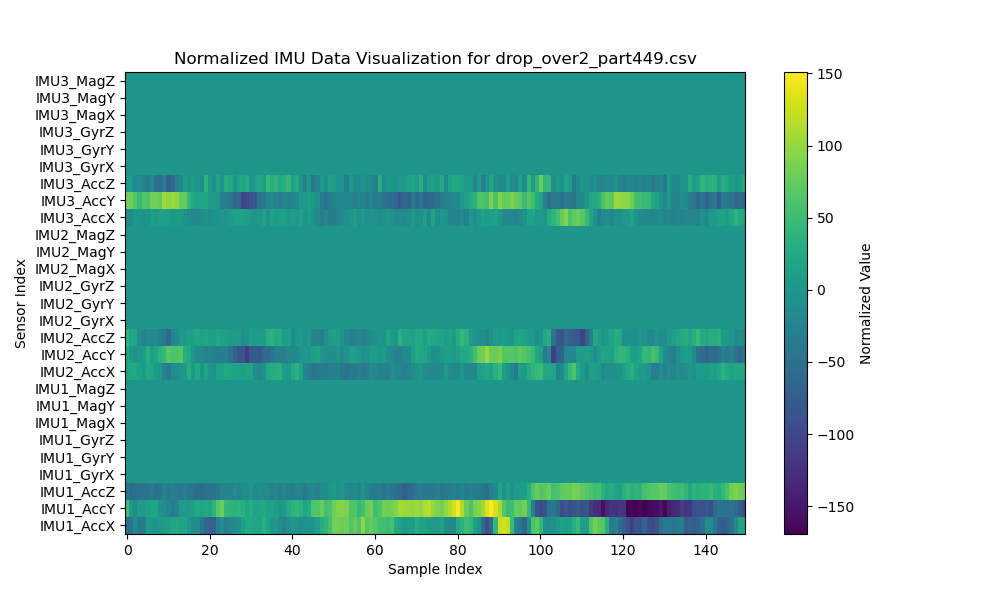 Normalized IMU Data Visualization for drop_over2_part449.csv
IMU3_MagZ
IMU3_MagY
IMU3_MagX
IMU3_GyrZ
IMU3_GyrY
IMU3_GyrX
IMU3_AccZ
IMU3_AccY
IMU3_AccX
IMU2_MagZ
IMU2_MagY
IMU2_MagX
IMU2_GyrZ
IMU2_GyrY
IMU2_GyrX
IMU2_AccZ
IMU2_AccY
IMU2_AccX
IMU1_MagZ
IMU1_MagY
IMU1_MagX
IMU1_GyrZ
IMU1_GyrY
IMU1_GyrX
IMU1_AccZ
IMU1_AccY
IMU1_AccX
Sensor Index
0 20 40 60 80 100 120 140
Sample Index
150
100
50
0
−50
−100
−150
Normalized Value